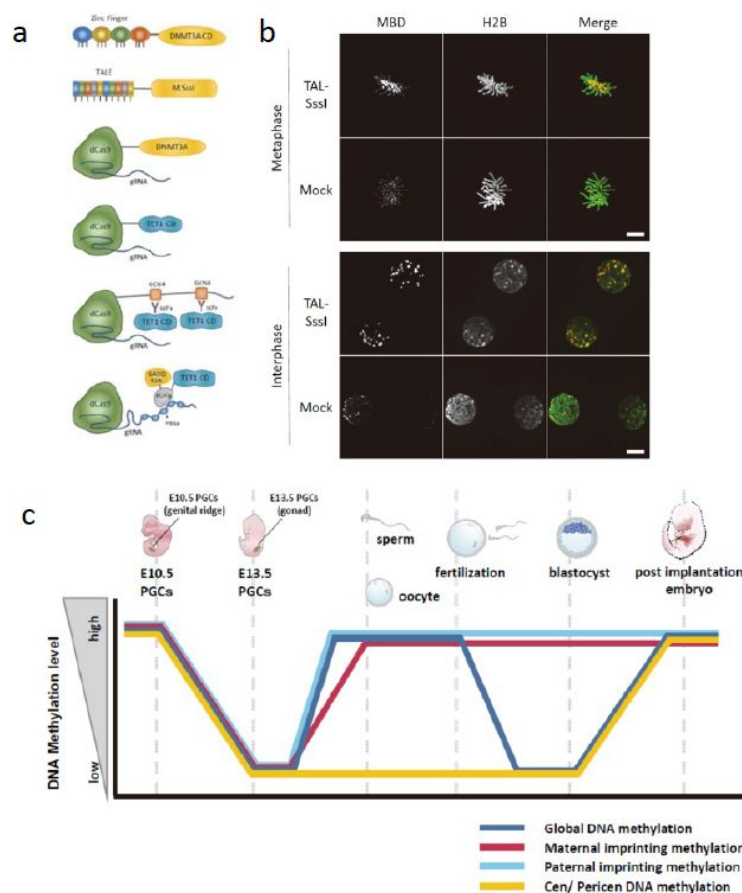 a
Zinc Finger
DNMT3A CD
TALE
M.SssI
dCas9
DNMT3A
gRNA
dCas9
TET1 CD
gRNA
GCN4
GCN4
scFv
scFv
dCas9
TET1 CD
TET1 CD
gRNA
TET1 CD
dCas9
gRNA
b
MBD
H2B
Merge
Metaphase
TAL-
SssI
Mock
Interphase
TAL-
SssI
Mock
c
E10.5 PGCs
(genital ridge)
E13.5 PGCs
(gonad)
sperm
E10.5
PGCs
E13.5
PGCs
oocyte
fertilization
blastocyst
post implantation
embryo
DNA Methylation level
high
low
Global DNA methylation
Maternal imprinting methylation
Paternal imprinting methylation
Cen/ Pericen DNA methylation